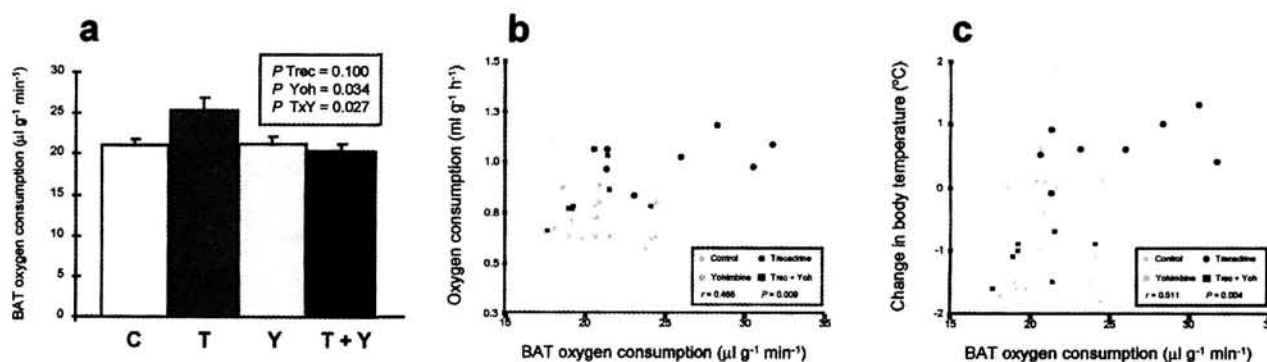 a
BAT oxygen consumption (µl g⁻¹ min⁻¹)
30
25
20
15
10
5
0
P Trec = 0.100
P Yoh = 0.034
P TxY = 0.027
C T Y T + Y
b
Oxygen consumption (ml g⁻¹ h⁻¹)
1.5
1.3
1.0
0.8
0.5
0.3
Control Trecadrine
Yohimbine Trec + Yoh
r = 0.466 P = 0.009
15 20 25 30 35
BAT oxygen consumption (µl g⁻¹ min⁻¹)
c
Change in body temperature (°C)
2
1
0
-1
-2
Control Trecadrine
Yohimbine Trec + Yoh
r = 0.511 P = 0.004
15 20 25 30 35
BAT oxygen consumption (µl g⁻¹ min⁻¹)